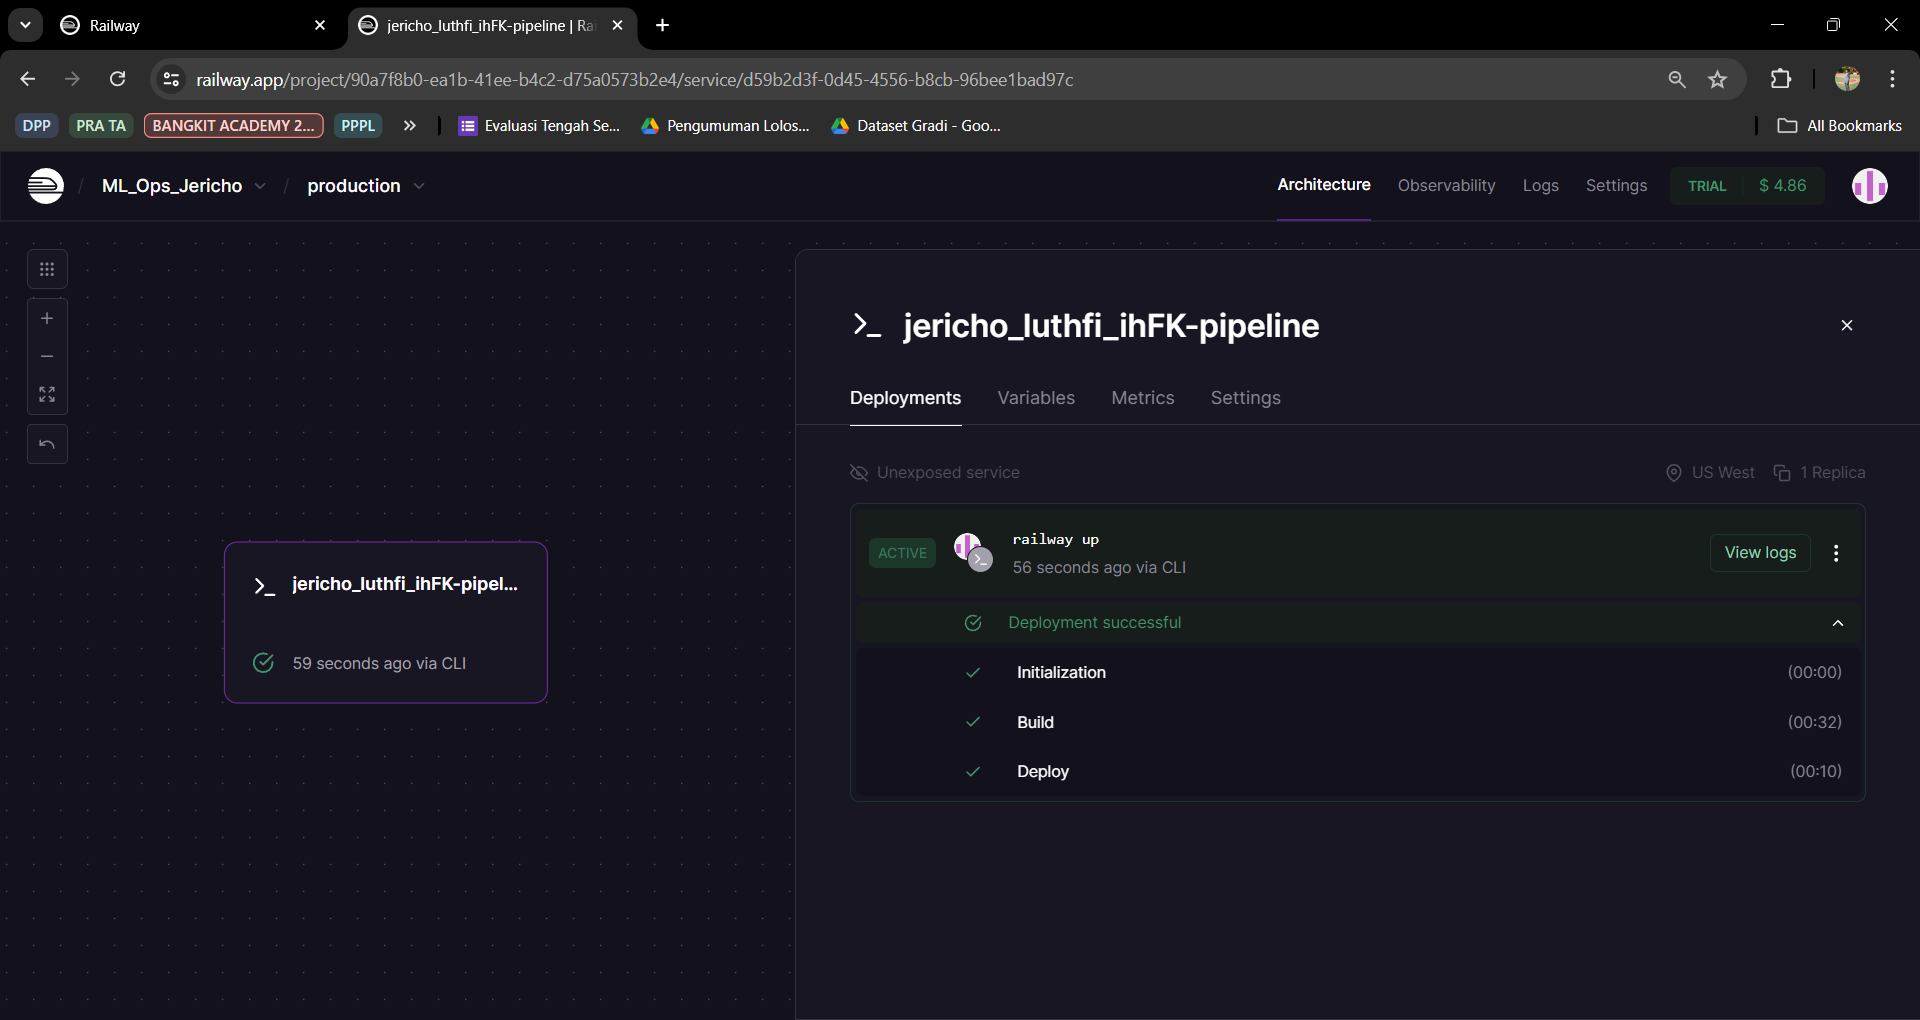 Railway
jericho_luthfi_ihFK-pipeline | Rai
railway.app/project/90a7f8b0-ea1b-41ee-b4c2-d75a0573b2e4/service/d59b2d3f-0d45-4556-b8cb-96bee1bad97c
DPP
PRA TA
BANGKIT ACADEMY 2...
PPPL
»
Evaluasi Tengah Se...
Pengumuman Lolos...
Dataset Gradi - Goo...
All Bookmarks
/ ML_Ops_Jericho / production
Architecture
Observability
Logs
Settings
TRIAL
$ 4.86
>_ jericho_luthfi_ihFK-pipeline
Deployments
Variables
Metrics
Settings
Unexposed service
US West
1 Replica
ACTIVE
railway up
56 seconds ago via CLI
View logs
Deployment successful
Initialization (00:00)
Build (00:32)
Deploy (00:10)
>_ jericho_luthfi_ihFK-pipel...
59 seconds ago via CLI